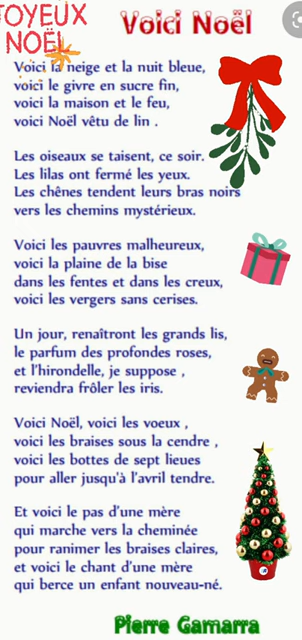 JOYEUX
NOËL
Voici Noël
Voici la neige et la nuit bleue,
voici le givre en sucre fin,
voici la maison et le feu,
voici Noël vêtu de lin .
Les oiseaux se taisent, ce soir.
Les lilas ont fermé les yeux.
Les chênes tendent leurs bras noirs
vers les chemins mystérieux.
Voici les pauvres malheureux,
voici la plaine de la bise
dans les fentes et dans les creux,
voici les vergers sans cerises.
Un jour, renaîtront les grands lis,
le parfum des profondes roses,
et l'hirondelle, je suppose ,
reviendra frôler les iris.
Voici Noël, voici les voeux ,
voici les braises sous la cendre ,
voici les bottes de sept lieues
pour aller jusqu'à l'avril tendre.
Et voici le pas d'une mère
qui marche vers la cheminée
pour ranimer les braises claires,
et voici le chant d'une mère
qui berce un enfant nouveau-né.
Pierre Gamarra